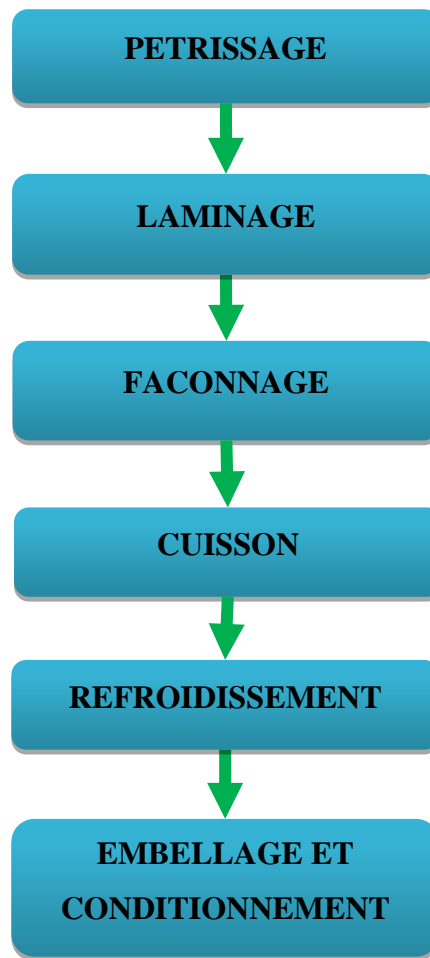 PETRISSAGE
LAMINAGE
FACONNAGE
CUISSON
REFROIDISSEMENT
EMBELLAGE ET
CONDITIONNEMENT